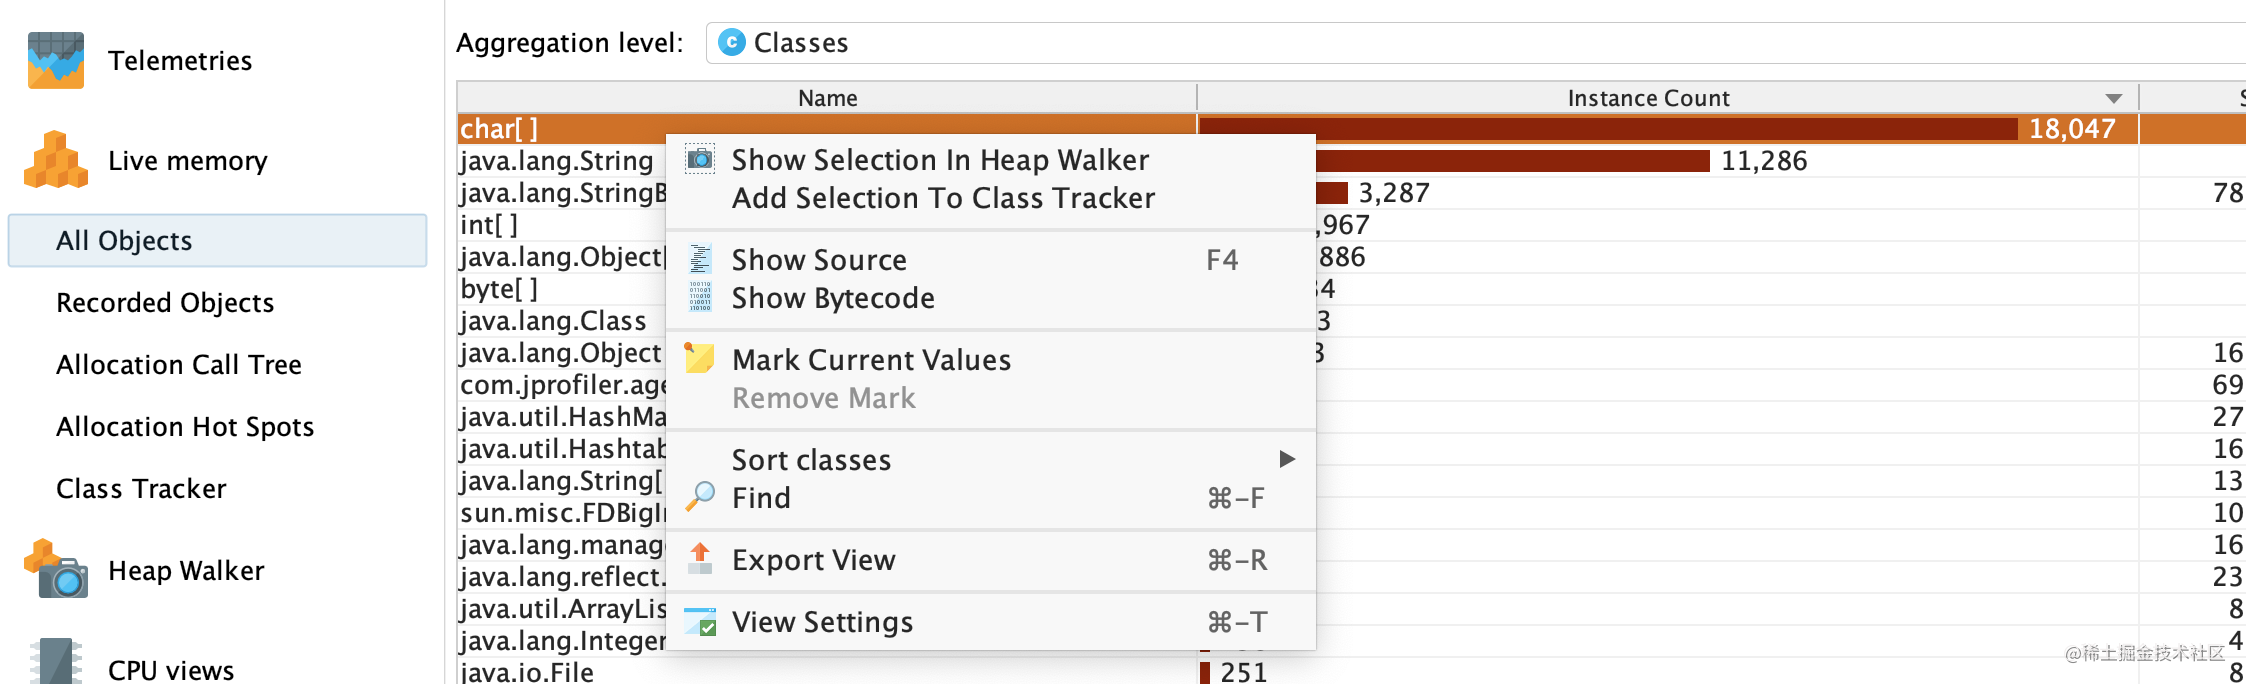 Telemetries
Live memory
All Objects
Recorded Objects
Allocation Call Tree
Allocation Hot Spots
Class Tracker
Heap Walker
CPU views
Aggregation level: Classes
Name Instance Count
char[ ] 18,047
java.lang.String 11,286
java.lang.StringB 3,287 78
int[ ] ,967
java.lang.Object[ 886
byte[ ] 34
java.lang.Class 3
java.lang.Object 3 16
com.jprofiler.age 69
java.util.HashMa 27
java.util.Hashtab 16
java.lang.String[ 13
sun.misc.FDBigIn 10
java.lang.manag 16
java.lang.reflect. 23
java.util.ArrayLis 8
java.lang.Integer 4
java.io.File 251 8
Show Selection In Heap Walker
Add Selection To Class Tracker
Show Source F4
Show Bytecode
Mark Current Values
Remove Mark
Sort classes
Find ⌘-F
Export View ⌘-R
View Settings ⌘-T
@稀土掘金技术社区